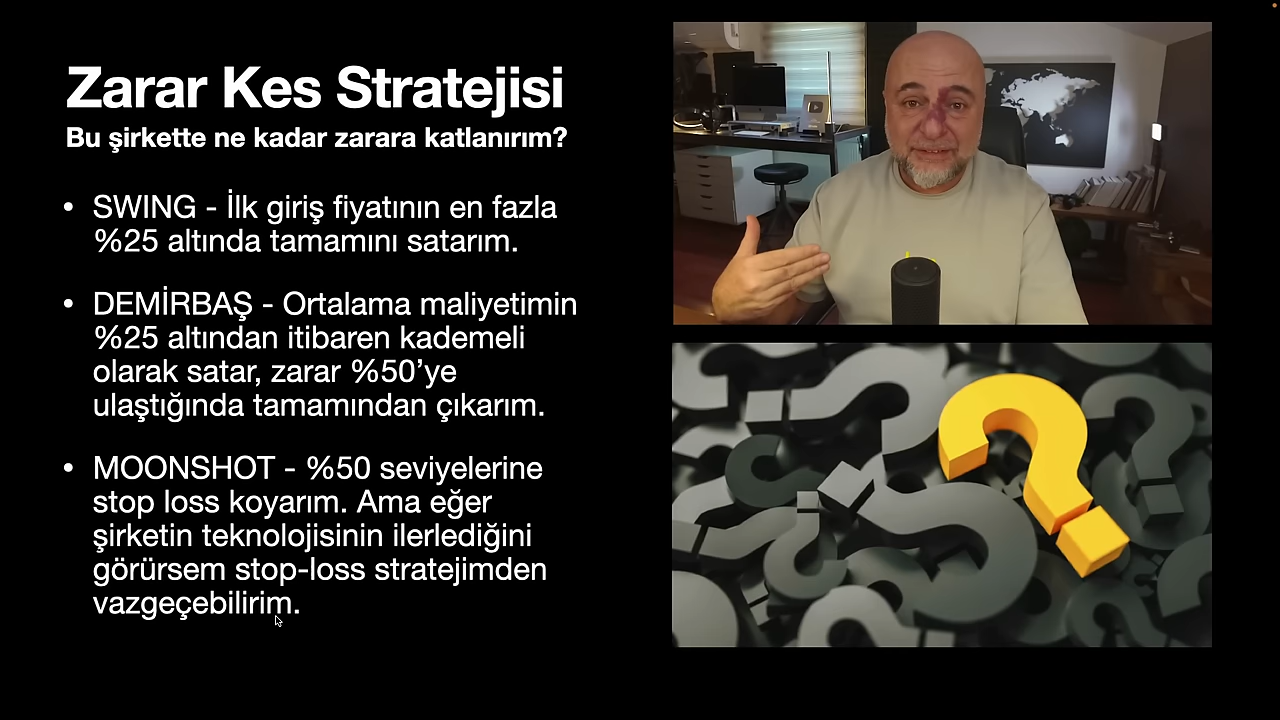 Zarar Kes Stratejisi
Bu şirkette ne kadar zarara katlanırım?
• SWING - İlk giriş fiyatının en fazla
%25 altında tamamını satarım.
• DEMİRBAŞ - Ortalama maliyetimin
%25 altından itibaren kademeli
olarak satar, zarar %50’ye
ulaştığında tamamından çıkarım.
• MOONSHOT - %50 seviyelerine
stop loss koyarım. Ama eğer
şirketin teknolojisinin ilerlediğini
görürsem stop-loss stratejimden
vazgeçebilirim.